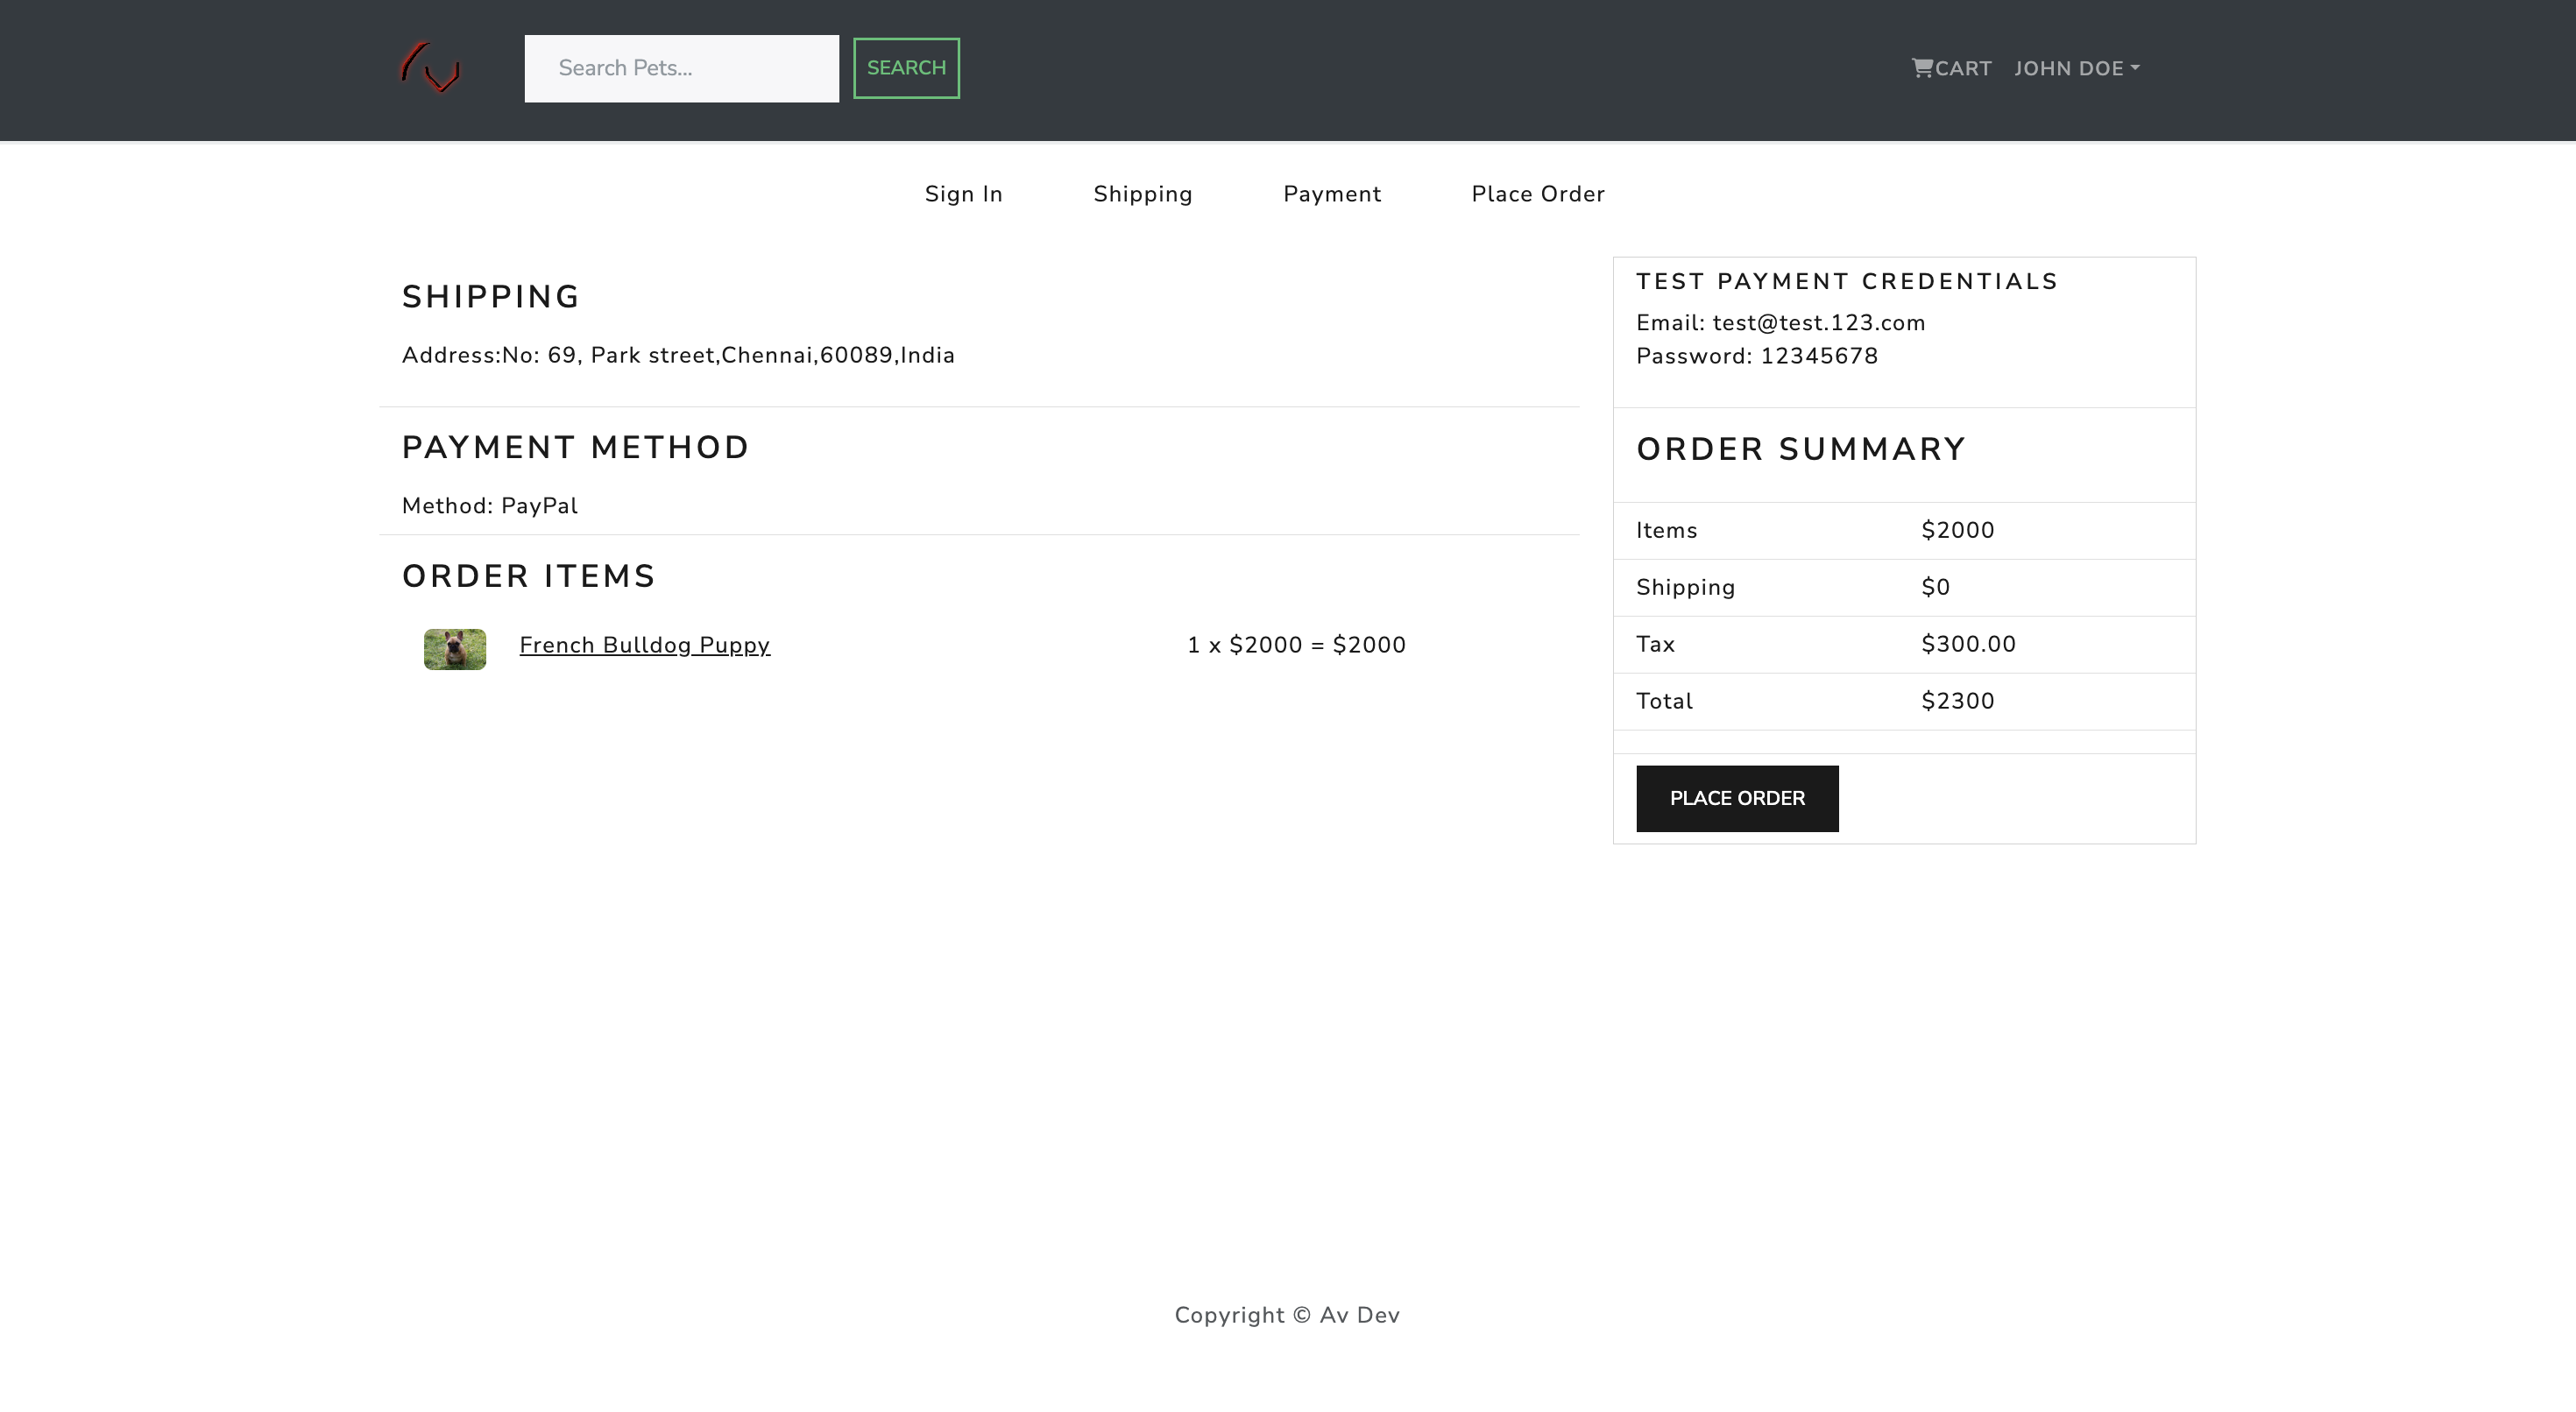 Search Pets...
SEARCH
CART
JOHN DOE
Sign In
Shipping
Payment
Place Order
SHIPPING
Address:No: 69, Park street,Chennai,60089,India
PAYMENT METHOD
Method: PayPal
ORDER ITEMS
French Bulldog Puppy
1 x $2000 = $2000
TEST PAYMENT CREDENTIALS
Email: test@test.123.com
Password: 12345678
ORDER SUMMARY
Items $2000
Shipping $0
Tax $300.00
Total $2300
PLACE ORDER
Copyright © Av Dev